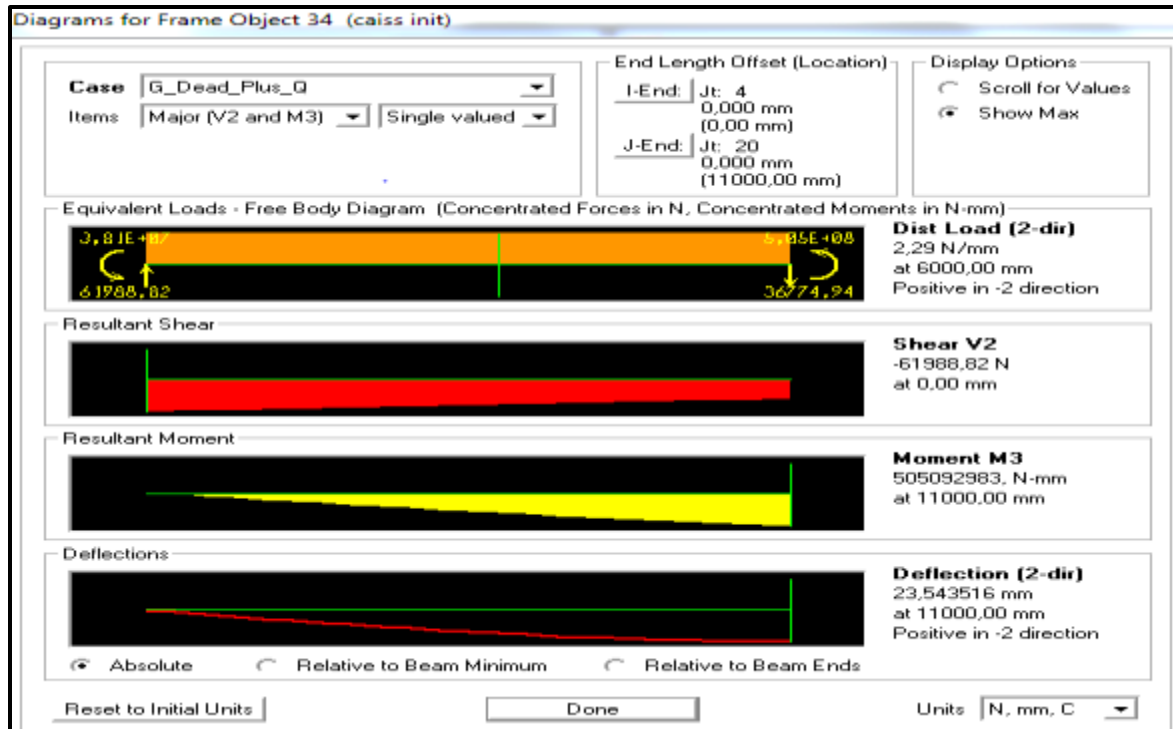 Diagrams for Frame Object 34 (caiss init)
Case G_Dead_Plus_Q
Items Major (V2 and M3) Single valued
End Length Offset (Location)
I-End: Jt: 4
0,000 mm
(0,00 mm)
J-End: Jt: 20
0,000 mm
(11000,00 mm)
Display Options
Scroll for Values
Show Max
Equivalent Loads - Free Body Diagram (Concentrated Forces in N, Concentrated Moments in N-mm)
3,81E+07
61988,82
36774,94
Dist Load (2-dir)
2,29 N/mm
at 6000,00 mm
Positive in -2 direction
Resultant Shear
Shear V2
-61988,82 N
at 0,00 mm
Resultant Moment
Moment M3
505092983, N-mm
at 11000,00 mm
Deflections
Deflection (2-dir)
23,543516 mm
at 11000,00 mm
Positive in -2 direction
Absolute Relative to Beam Minimum Relative to Beam Ends
Reset to Initial Units Done Units N, mm, C